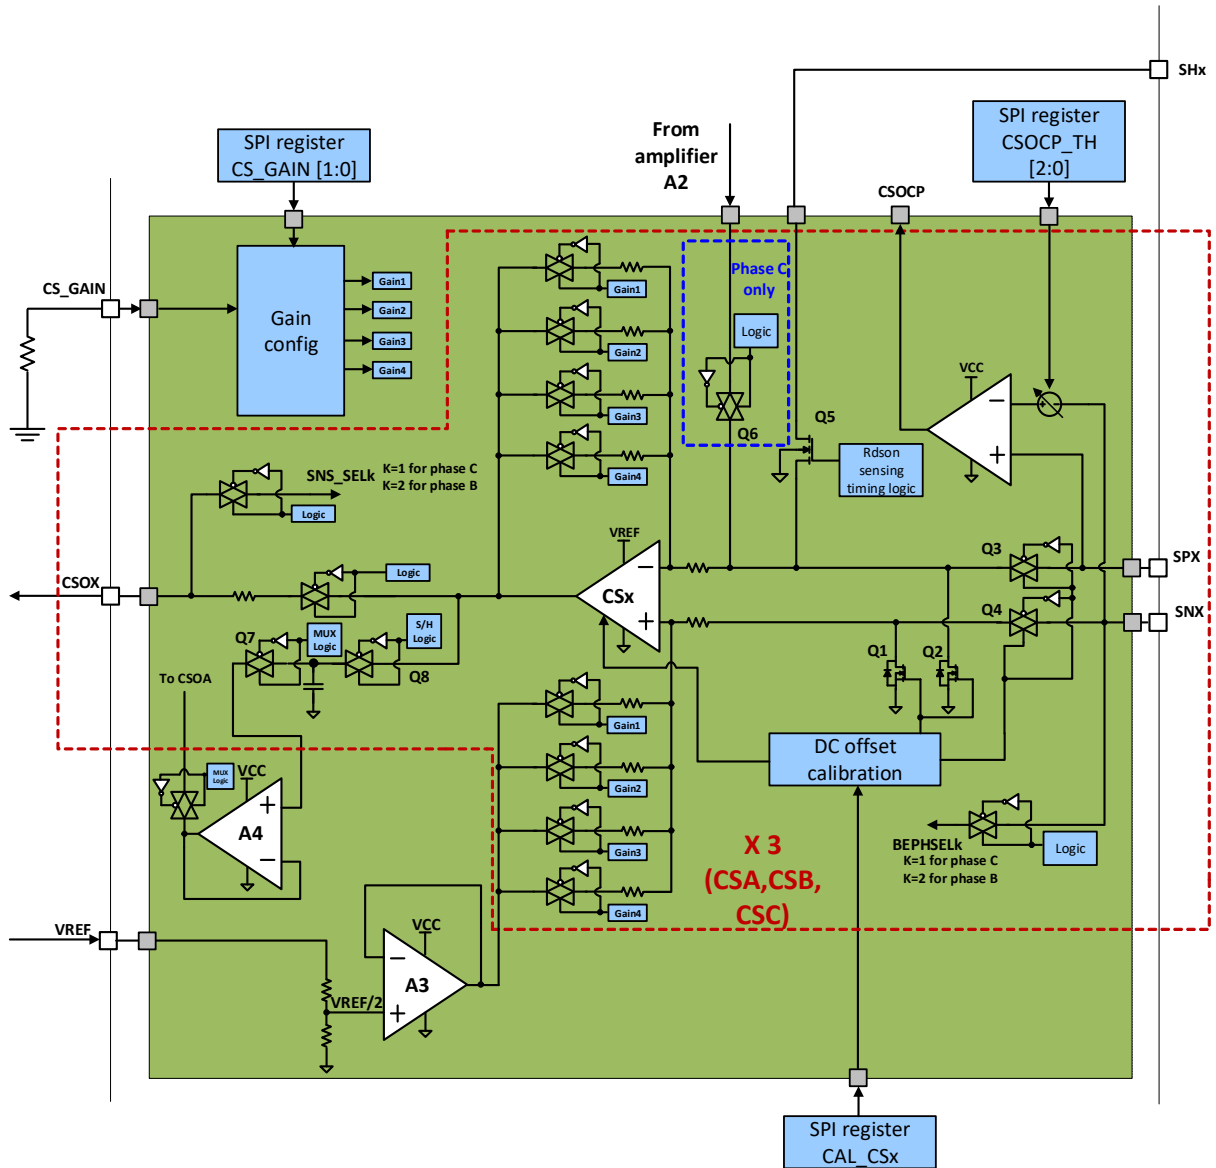 SHx
SPI register
CS_GAIN [1:0]
From
amplifier
A2
SPI register
CSOCP_TH
[2:0]
CSOCP
CS_GAIN
Gain
config
Gain1
Gain2
Gain3
Gain4
Gain1
Gain2
Gain3
Gain4
Phase C
only
Logic
Q6
Q5
Rdson
sensing
timing logic
VCC
SNS_SELk
K=1 for phase C
K=2 for phase B
Logic
VREF
CSx
Q3
Q4
SPX
SNX
CSOX
Logic
Q7
MUX
Logic
S/H
Logic
Q8
Q1
Q2
To CSOA
MUX
Logic
VCC
A4
Gain1
Gain2
Gain3
Gain4
DC offset
calibration
BEPHSELk
K=1 for phase C
K=2 for phase B
Logic
X 3
(CSA,CSB,
CSC)
VREF
VCC
A3
VREF/2
SPI register
CAL_CSx